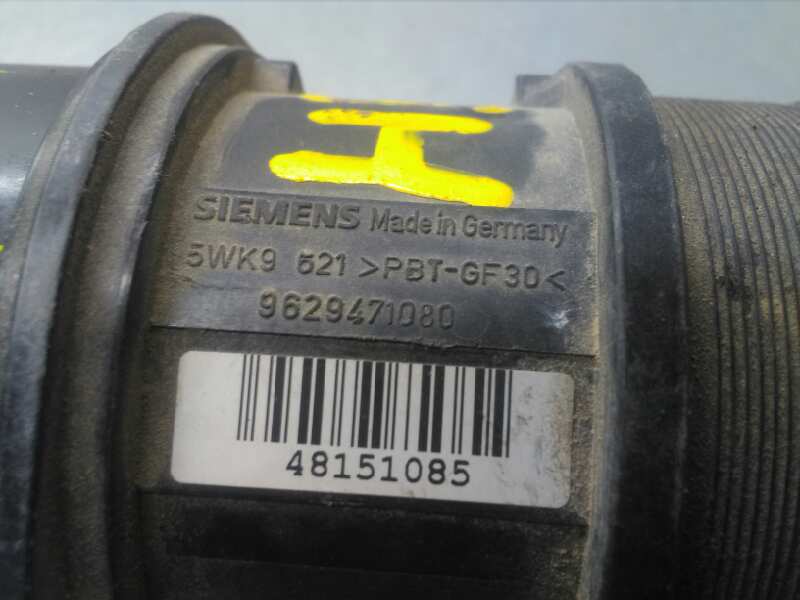 H
SIEMENS Made in Germany
5WK9 621 >PBT-GF30<
9629471080
48151085